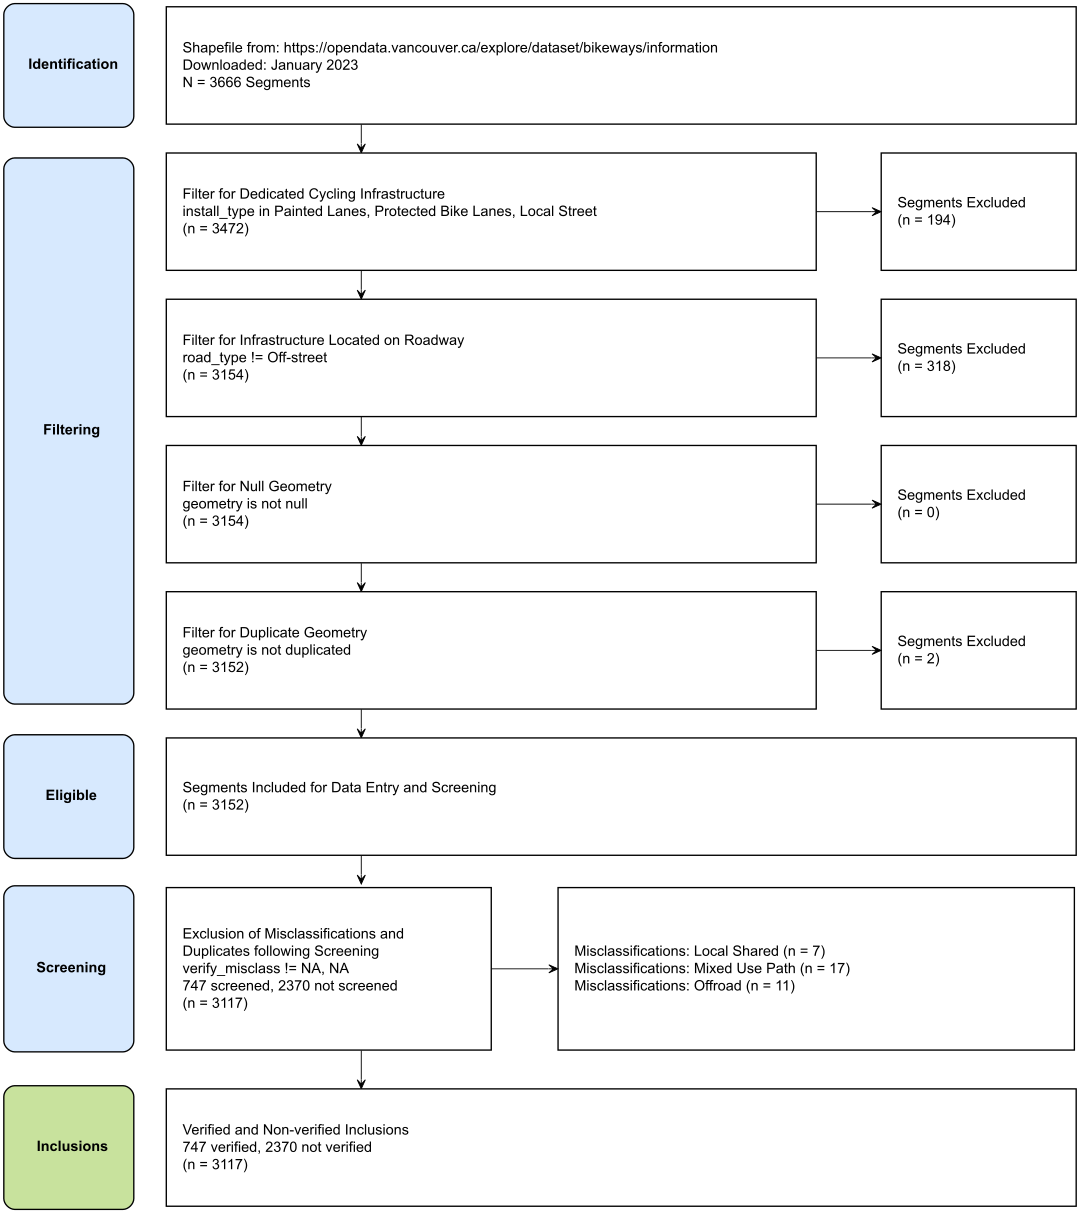 Identification
Shapefile from: https://opendata.vancouver.ca/explore/dataset/bikeways/information
Downloaded: January 2023
N = 3666 Segments
Filtering
Filter for Dedicated Cycling Infrastructure
install_type in Painted Lanes, Protected Bike Lanes, Local Street
(n = 3472)
Segments Excluded
(n = 194)
Filter for Infrastructure Located on Roadway
road_type != Off-street
(n = 3154)
Segments Excluded
(n = 318)
Filter for Null Geometry
geometry is not null
(n = 3154)
Segments Excluded
(n = 0)
Filter for Duplicate Geometry
geometry is not duplicated
(n = 3152)
Segments Excluded
(n = 2)
Eligible
Segments Included for Data Entry and Screening
(n = 3152)
Screening
Exclusion of Misclassifications and
Duplicates following Screening
verify_misclass != NA, NA
747 screened, 2370 not screened
(n = 3117)
Misclassifications: Local Shared (n = 7)
Misclassifications: Mixed Use Path (n = 17)
Misclassifications: Offroad (n = 11)
Inclusions
Verified and Non-verified Inclusions
747 verified, 2370 not verified
(n = 3117)